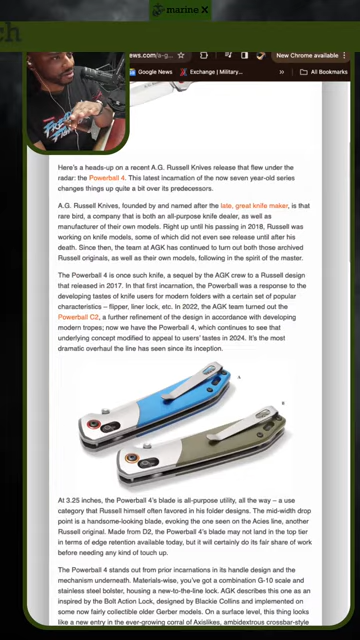 marine X
ch
ews.com/a-g...
New Chrome available
Google News
Exchange | Military...
»
All Bookmarks
Here's a heads-up on a recent A.G. Russell Knives release that flew under the
radar: the Powerball 4. This latest incarnation of the now seven year-old series
changes things up quite a bit over its predecessors.
A.G. Russell Knives, founded by and named after the late, great knife maker, is that
rare bird, a company that is both an all-purpose knife dealer, as well as
manufacturer of their own models. Right up until his passing in 2018, Russell was
working on knife models, some of which did not even see release until after his
death. Since then, the team at AGK has continued to turn out both those archived
Russell originals, as well as their own models, following in the spirit of the master.
The Powerball 4 is once such knife, a sequel by the AGK crew to a Russell design
that released in 2017. In that first incarnation, the Powerball was a response to the
developing tastes of knife users for modern folders with a certain set of popular
characteristics – flipper, liner lock, etc. In 2022, the AGK team turned out the
Powerball C2, a further refinement of the design in accordance with developing
modern tropes; now we have the Powerball 4, which continues to see that
underlying concept modified to appeal to users' tastes in 2024. It's the most
dramatic overhaul the line has seen since its inception.
A
B
At 3.25 inches, the Powerball 4's blade is all-purpose utility, all the way – a use
category that Russell himself often favored in his folder designs. The mid-width drop
point is a handsome-looking blade, evoking the one seen on the Acies line, another
Russell original. Made from D2, the Powerball 4's blade may not land in the top tier
in terms of edge retention available today, but it will certainly do its fair share of work
before needing any kind of touch up.
The Powerball 4 stands out from prior incarnations in its handle design and the
mechanism underneath. Materials-wise, you've got a combination G-10 scale and
stainless steel bolster, housing a new-to-the-line lock. AGK describes this one as an
inspired by the Bolt Action Lock, designed by Blackie Collins and implemented on
some now fairly collectible older Gerber models. On a surface level, this thing looks
like a new entry in the ever-growing corral of Axislikes, ambidextrous crossbar-style